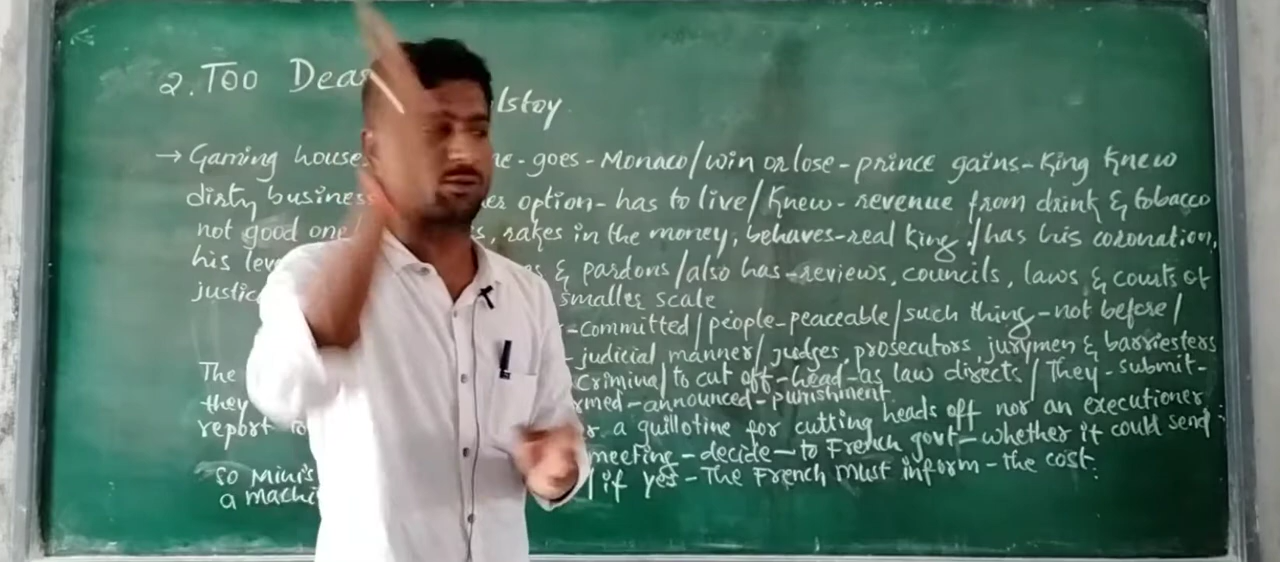 2. Too Dear
lstoy.
→ Gaming house. ne - goes - Monaco/win or lose - prince gains - King knew
dirty business er option - has to live/knew - revenue from drink & tobacco
not good one s, rakes in the money, behaves - real king./has his coronation,
his lev s & pardons/also has - reviews, councils, laws & courts of
justic smaller scale
- committed/people - peaceable/such thing - not before/
- judicial manner/judges, prosecutors, jurymen & barriesters
The Criminal/to cut off - head - as law directs/They - submit -
they rmed - announced - punishment.
report to r a guillotine for cutting heads off nor an executioner
meeting - decide - to French govt - whether it could send
so Minis /if yes - The French must inform - the cost.
a machi